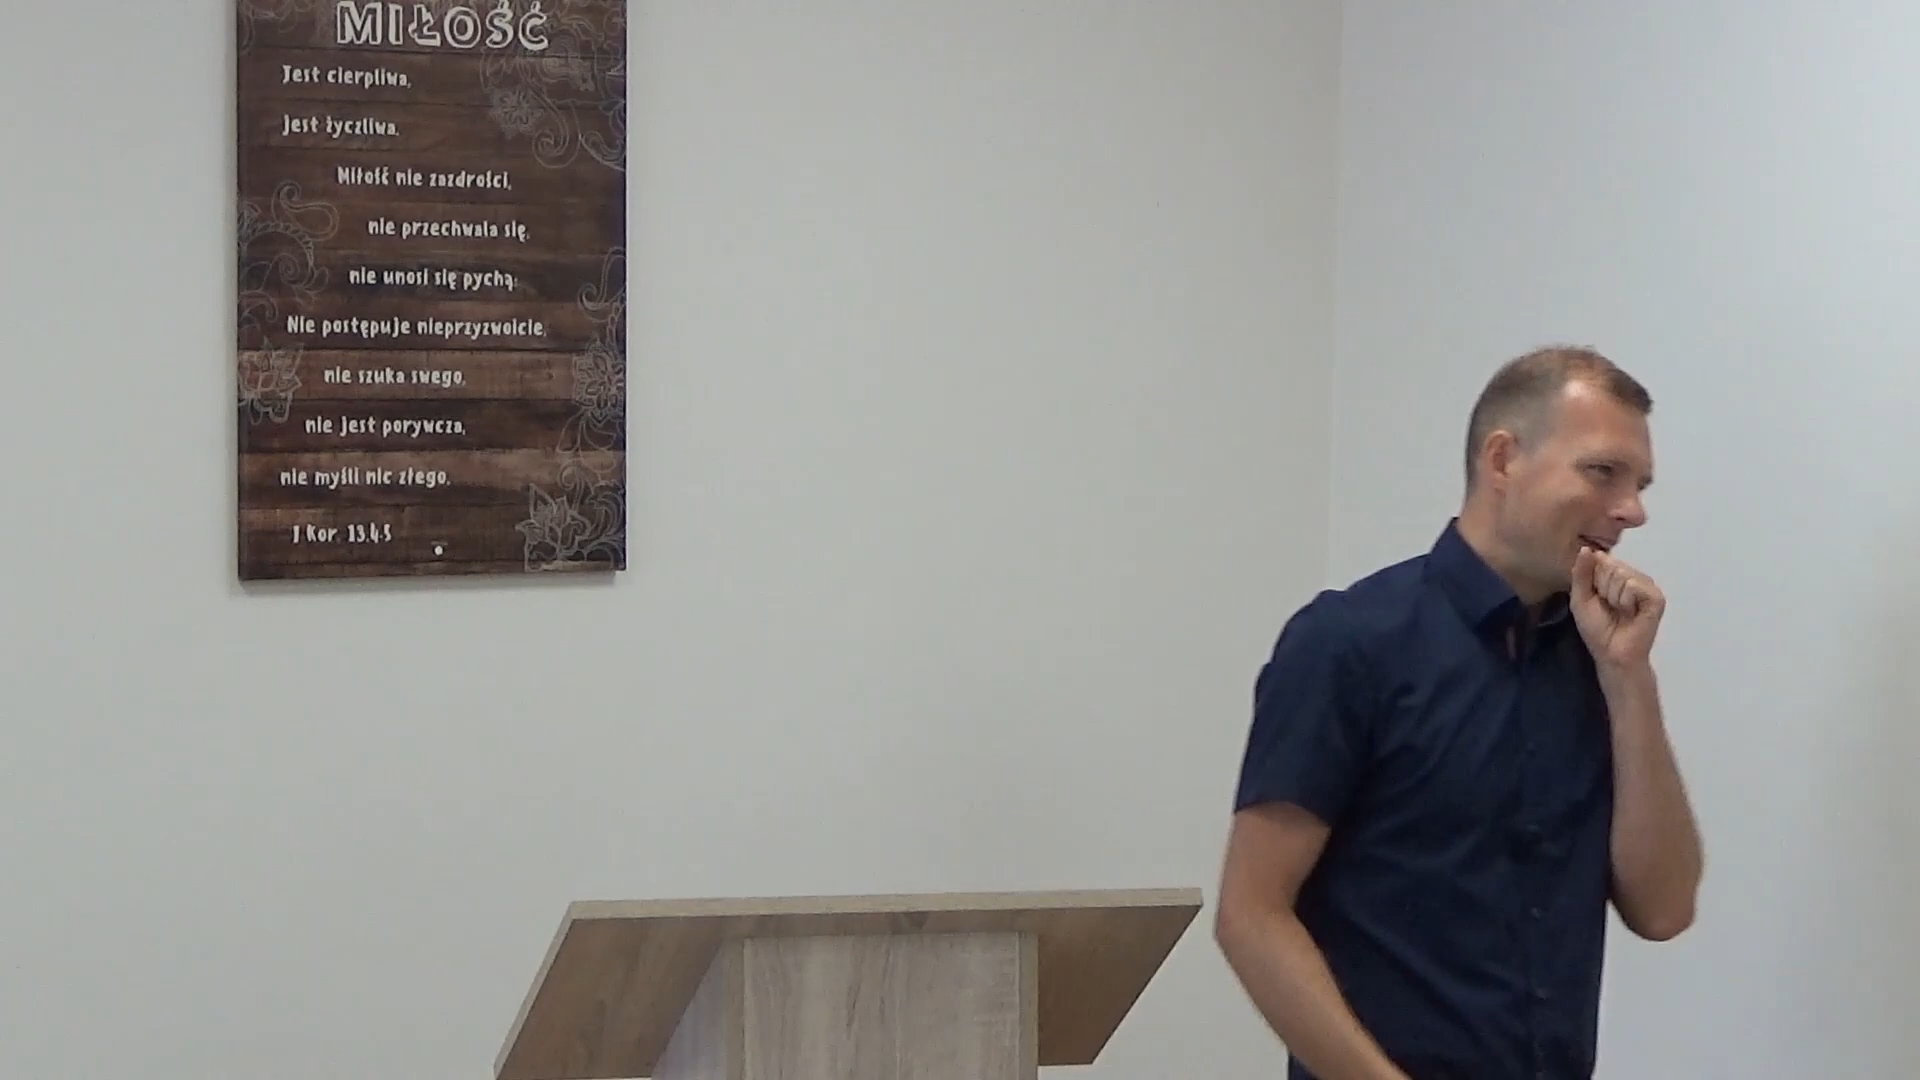 MIŁOŚĆ
Jest cierpliwa,
Jest życzliwa.
Miłość nie zazdrości,
nie przechwala się,
nie unosi się pychą;
Nie postępuje nieprzyzwoicie,
nie szuka swego,
nie jest porywcza,
nie myśli nic złego.
I Kor. 13,4-5